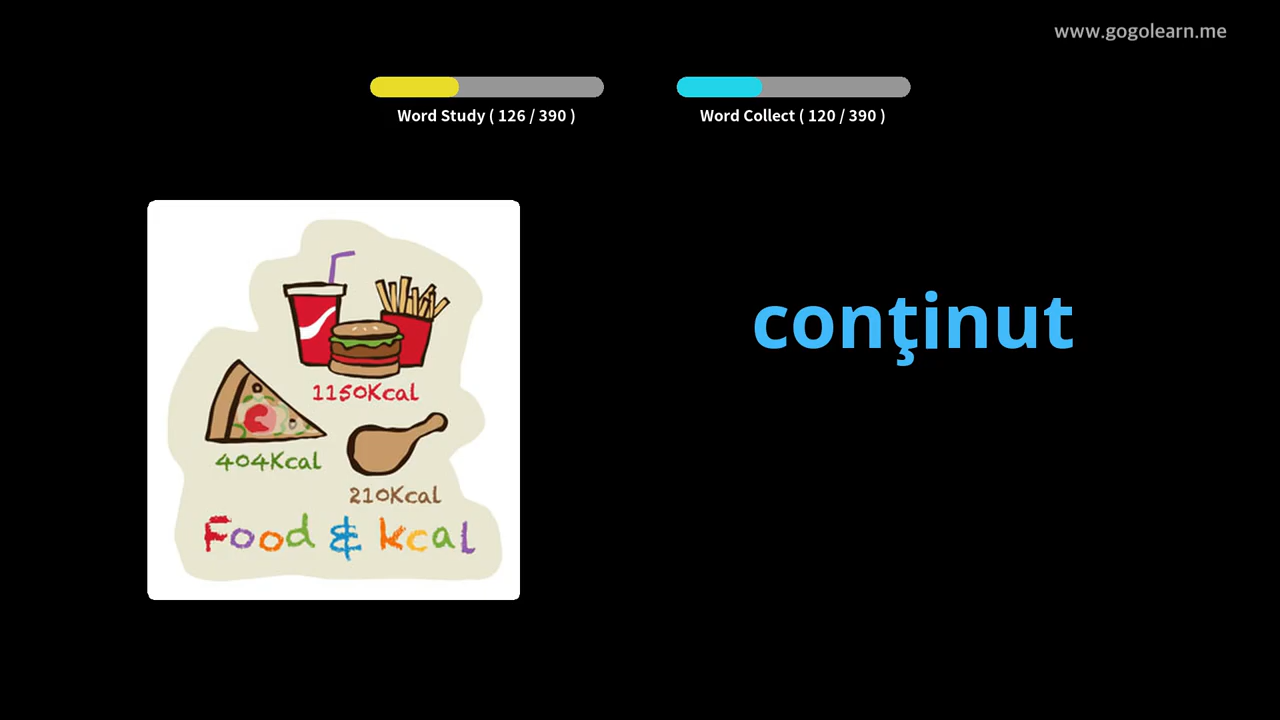 www.gogolearn.me
Word Study ( 126 / 390 )
Word Collect ( 120 / 390 )
conţinut
1150Kcal
404Kcal
210Kcal
Food & kcal